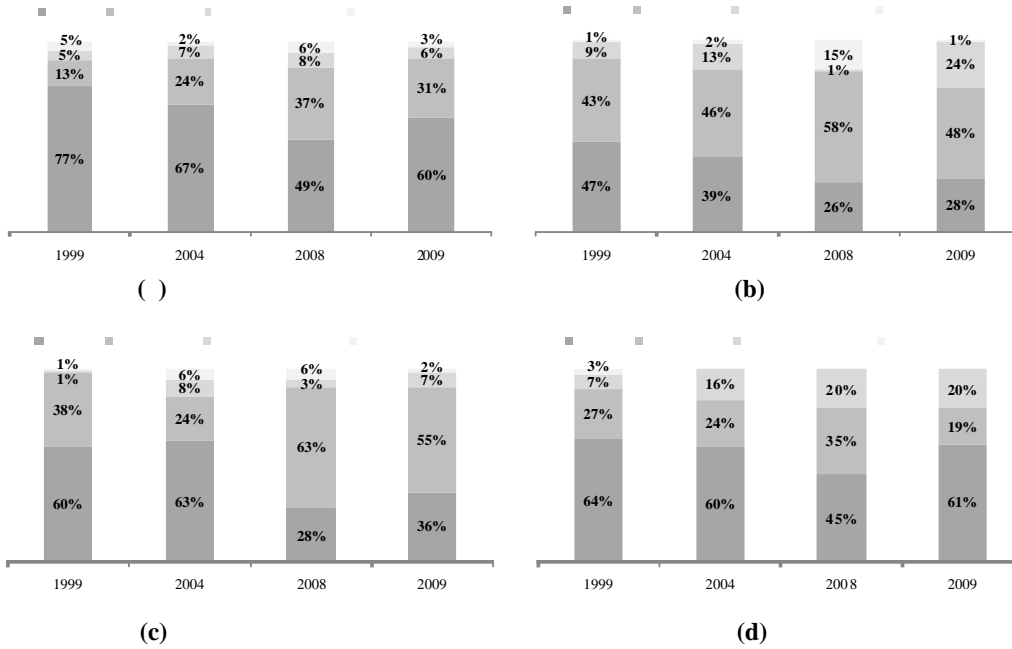 5% 2% 6% 3%
5% 7% 8% 6%
13% 24% 37% 31%
77% 67% 49% 60%
1999 2004 2008 2009
( )
1% 2% 15% 1%
9% 13% 1% 24%
43% 46% 58% 48%
47% 39% 26% 28%
1999 2004 2008 2009
(b)
1% 6% 6% 2%
1% 8% 3% 7%
38% 24% 63% 55%
60% 63% 28% 36%
1999 2004 2008 2009
(c)
3%
7% 16% 20% 20%
27% 24% 35% 19%
64% 60% 45% 61%
1999 2004 2008 2009
(d)